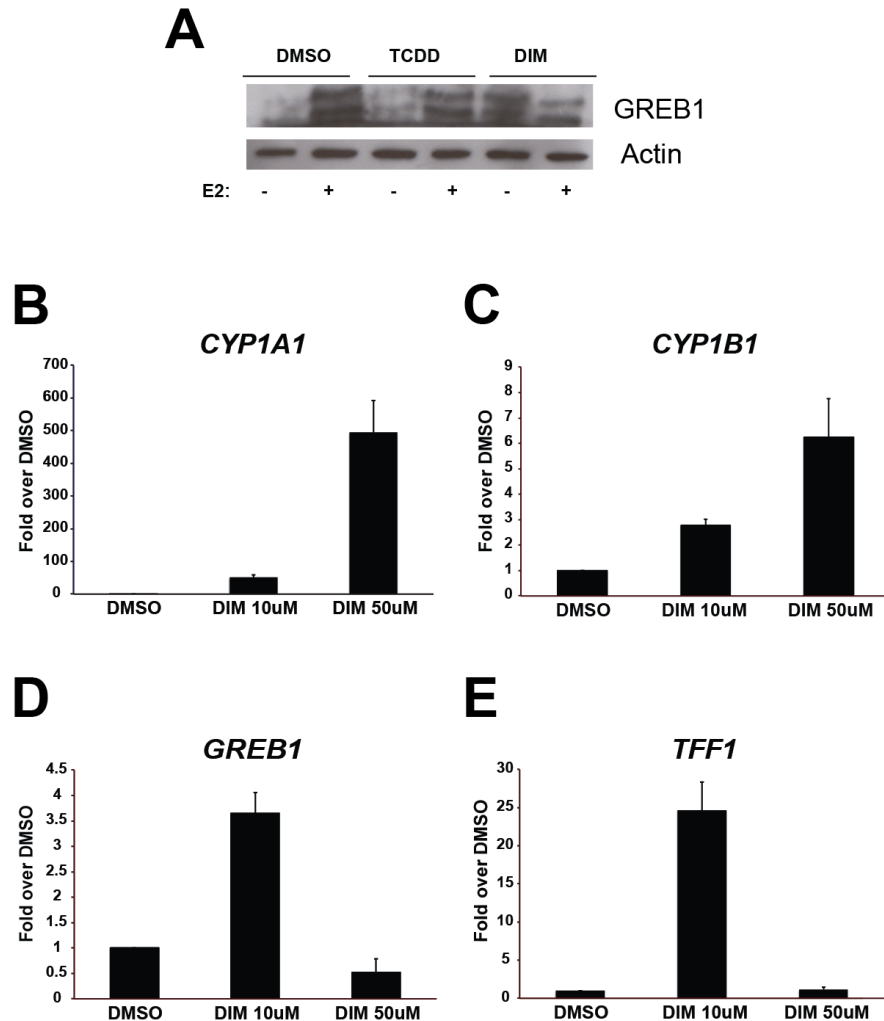 A
DMSO TCDD DIM
GREB1
Actin
E2: - + - + - +
B
CYP1A1
Fold over DMSO
700
600
500
400
300
200
100
0
DMSO DIM 10uM DIM 50uM
C
CYP1B1
Fold over DMSO
9
8
7
6
5
4
3
2
1
0
DMSO DIM 10uM DIM 50uM
D
GREB1
Fold over DMSO
4.5
4
3.5
3
2.5
2
1.5
1
0.5
0
DMSO DIM 10uM DIM 50uM
E
TFF1
Fold over DMSO
30
25
20
15
10
5
0
DMSO DIM 10uM DIM 50uM